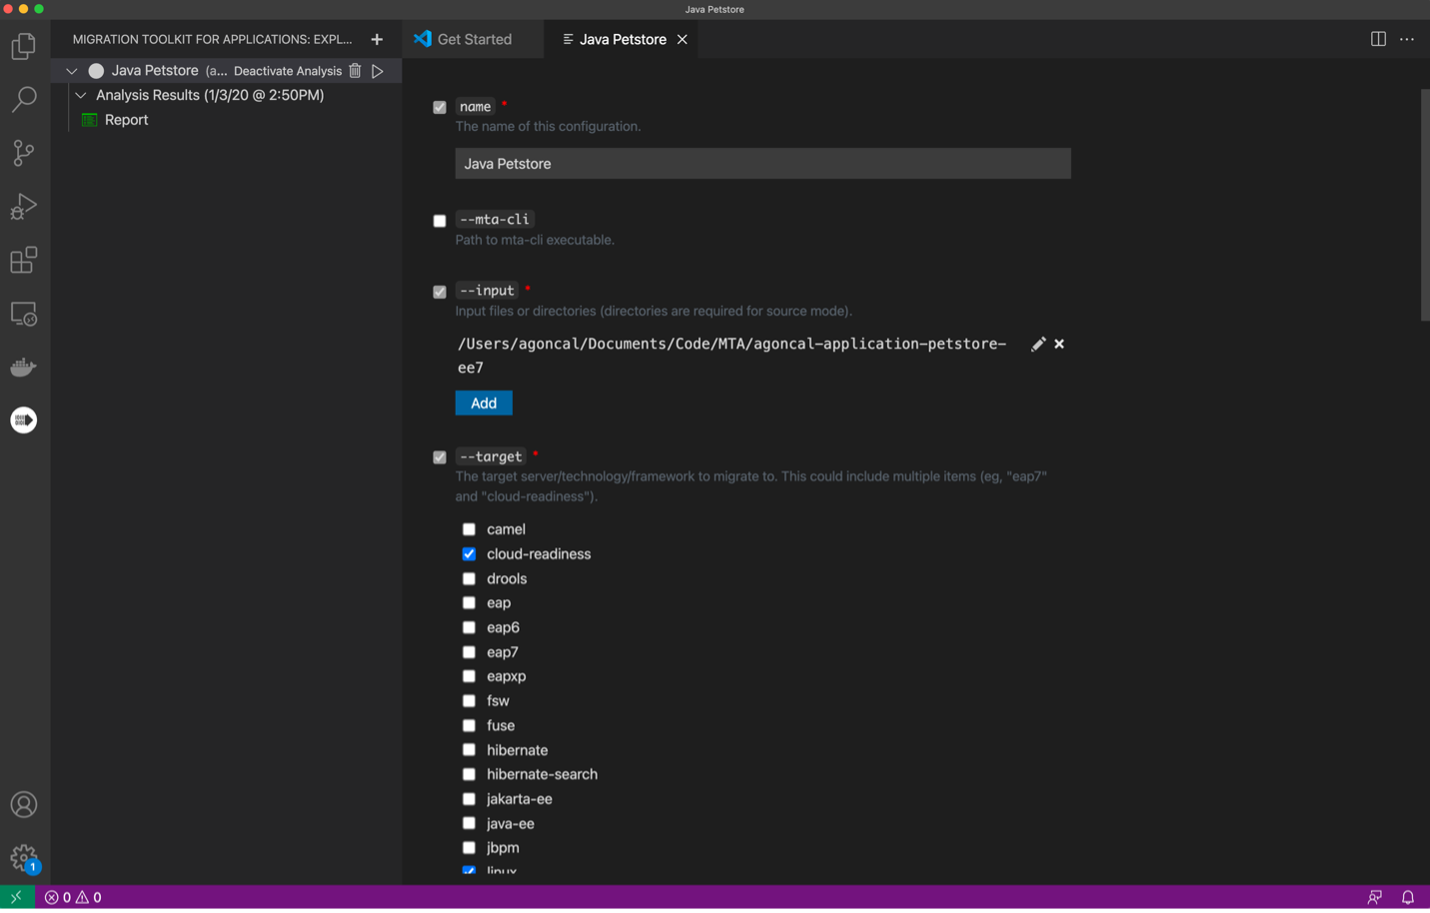 Java Petstore
MIGRATION TOOLKIT FOR APPLICATIONS: EXPL...
Get Started
Java Petstore
Java Petstore (a... Deactivate Analysis
Analysis Results (1/3/20 @ 2:50PM)
Report
name *
The name of this configuration.
Java Petstore
--mta-cli
Path to mta-cli executable.
--input *
Input files or directories (directories are required for source mode).
/Users/agoncal/Documents/Code/MTA/agoncal-application-petstore-
ee7
Add
--target *
The target server/technology/framework to migrate to. This could include multiple items (eg, "eap7"
and "cloud-readiness").
camel
cloud-readiness
drools
eap
eap6
eap7
eapxp
fsw
fuse
hibernate
hibernate-search
jakarta-ee
java-ee
jbpm
linux
1
0 0